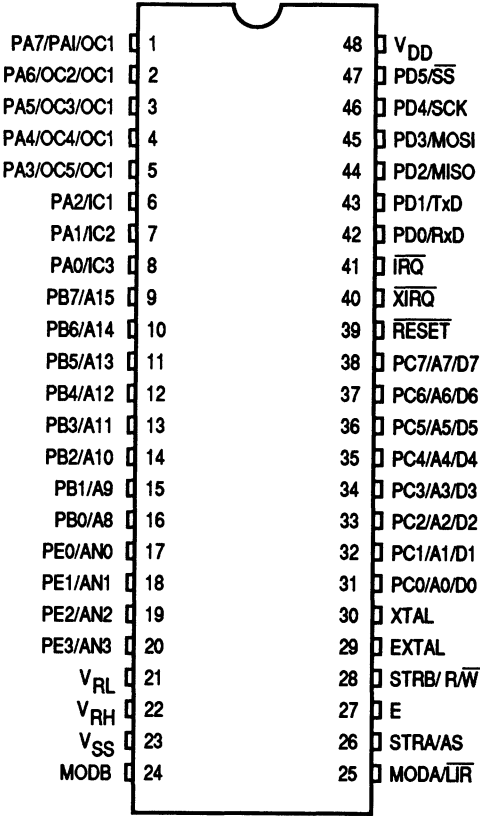 PA7/PAI/OC1 1 48 VDD
PA6/OC2/OC1 2 47 PD5/S̅S̅
PA5/OC3/OC1 3 46 PD4/SCK
PA4/OC4/OC1 4 45 PD3/MOSI
PA3/OC5/OC1 5 44 PD2/MISO
PA2/IC1 6 43 PD1/TxD
PA1/IC2 7 42 PD0/RxD
PA0/IC3 8 41 I̅R̅Q̅
PB7/A15 9 40 X̅I̅R̅Q̅
PB6/A14 10 39 R̅E̅S̅E̅T̅
PB5/A13 11 38 PC7/A7/D7
PB4/A12 12 37 PC6/A6/D6
PB3/A11 13 36 PC5/A5/D5
PB2/A10 14 35 PC4/A4/D4
PB1/A9 15 34 PC3/A3/D3
PB0/A8 16 33 PC2/A2/D2
PE0/AN0 17 32 PC1/A1/D1
PE1/AN1 18 31 PC0/A0/D0
PE2/AN2 19 30 XTAL
PE3/AN3 20 29 EXTAL
VRL 21 28 STRB/ R/W̅
VRH 22 27 E
VSS 23 26 STRA/AS
MODB 24 25 MODA/L̅I̅R̅